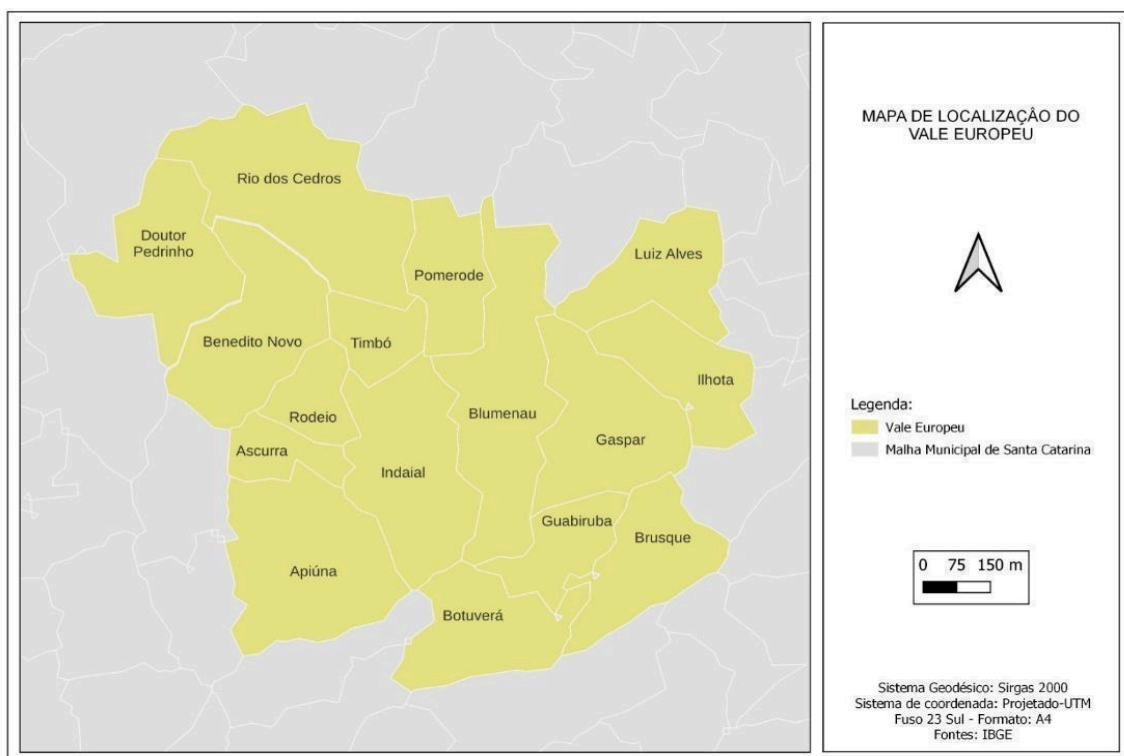 Rio dos Cedros
Doutor
Pedrinho
Pomerode
Luiz Alves
Benedito Novo
Timbó
Ilhota
Rodeio
Blumenau
Gaspar
Ascurra
Indaial
Guabiruba
Brusque
Apiúna
Botuverá
MAPA DE LOCALIZAÇÂO DO
VALE EUROPEU
Legenda:
Vale Europeu
Malha Municipal de Santa Catarina
0 75 150 m
Sistema Geodésico: Sirgas 2000
Sistema de coordenada: Projetado-UTM
Fuso 23 Sul - Formato: A4
Fontes: IBGE